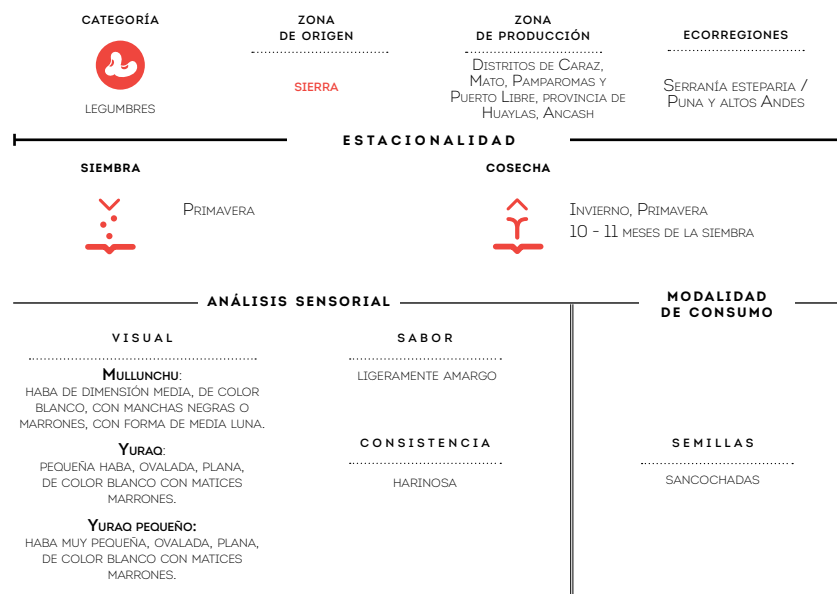 CATEGORÍA
LEGUMBRES
ZONA
DE ORIGEN
SIERRA
ZONA
DE PRODUCCIÓN
Distritos de Caraz,
Mato, Pamparomas y
Puerto Libre, provincia de
Huaylas, Ancash
ECORREGIONES
Serranía esteparia /
Puna y altos Andes
ESTACIONALIDAD
SIEMBRA
Primavera
COSECHA
Invierno, Primavera
10 - 11 meses de la siembra
ANÁLISIS SENSORIAL
VISUAL
Mullunchu:
haba de dimensión media, de color
blanco, con manchas negras o
marrones, con forma de media luna.
Yuraq:
pequeña haba, ovalada, plana,
de color blanco con matices
marrones.
Yuraq pequeño:
haba muy pequeña, ovalada, plana,
de color blanco con matices
marrones.
SABOR
ligeramente amargo
CONSISTENCIA
harinosa
MODALIDAD
DE CONSUMO
SEMILLAS
sancochadas